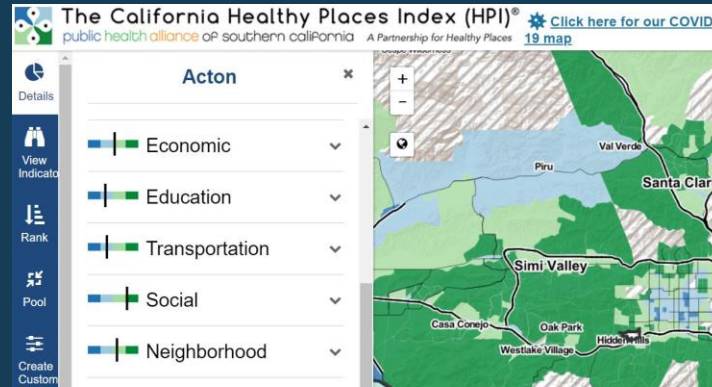 The California Healthy Places Index (HPI)®
Click here for our COVID
public health alliance of southern california
A Partnership for Healthy Places
19 map
Details
View
Indicato
Rank
Pool
Create
Custom
Acton
×
Economic
Education
Transportation
Social
Neighborhood
+
−
Sespe Wilderness
Val Verde
Piru
Santa Clar
Simi Valley
Casa Conejo
Oak Park
Hidden Hills
Westlake Village